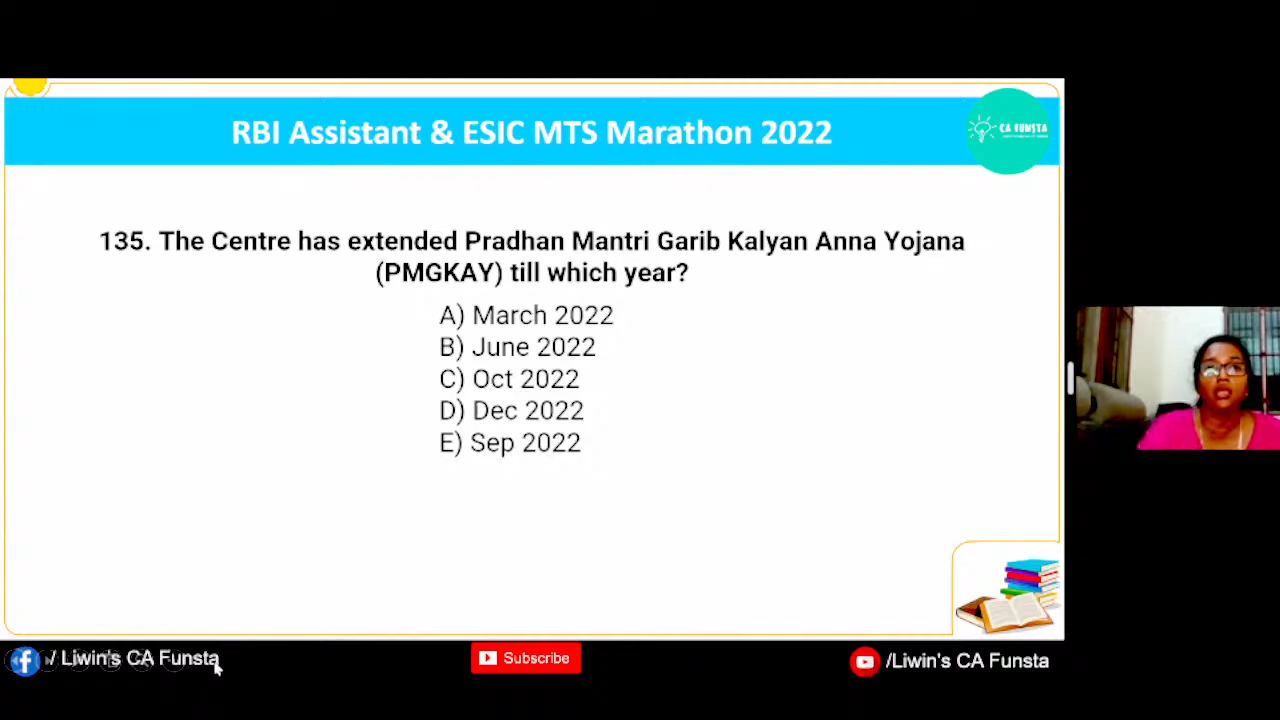 RBI Assistant & ESIC MTS Marathon 2022
CA FUNSTA
135. The Centre has extended Pradhan Mantri Garib Kalyan Anna Yojana
(PMGKAY) till which year?
A) March 2022
B) June 2022
C) Oct 2022
D) Dec 2022
E) Sep 2022
/ Liwin's CA Funsta
Subscribe
/Liwin's CA Funsta